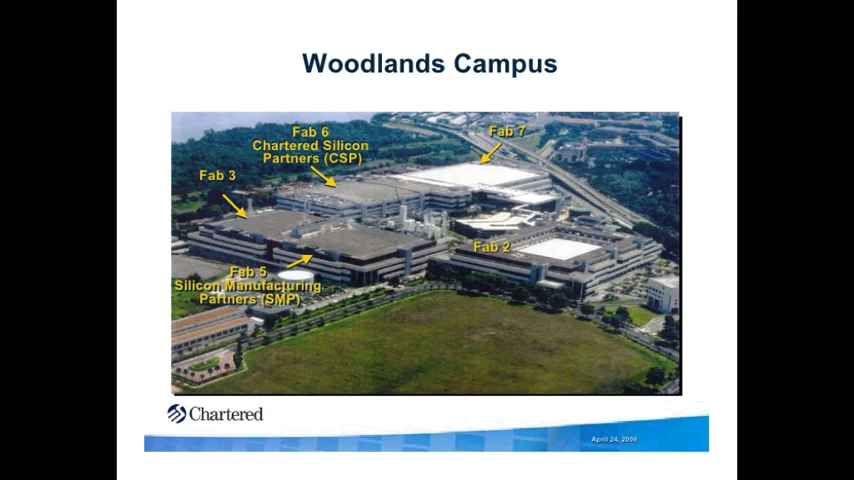 Woodlands Campus
Fab 6
Chartered Silicon
Partners (CSP)
Fab 7
Fab 3
Fab 2
Fab 5
Silicon Manufacturing
Partners (SMP)
Chartered
April 24, 2009